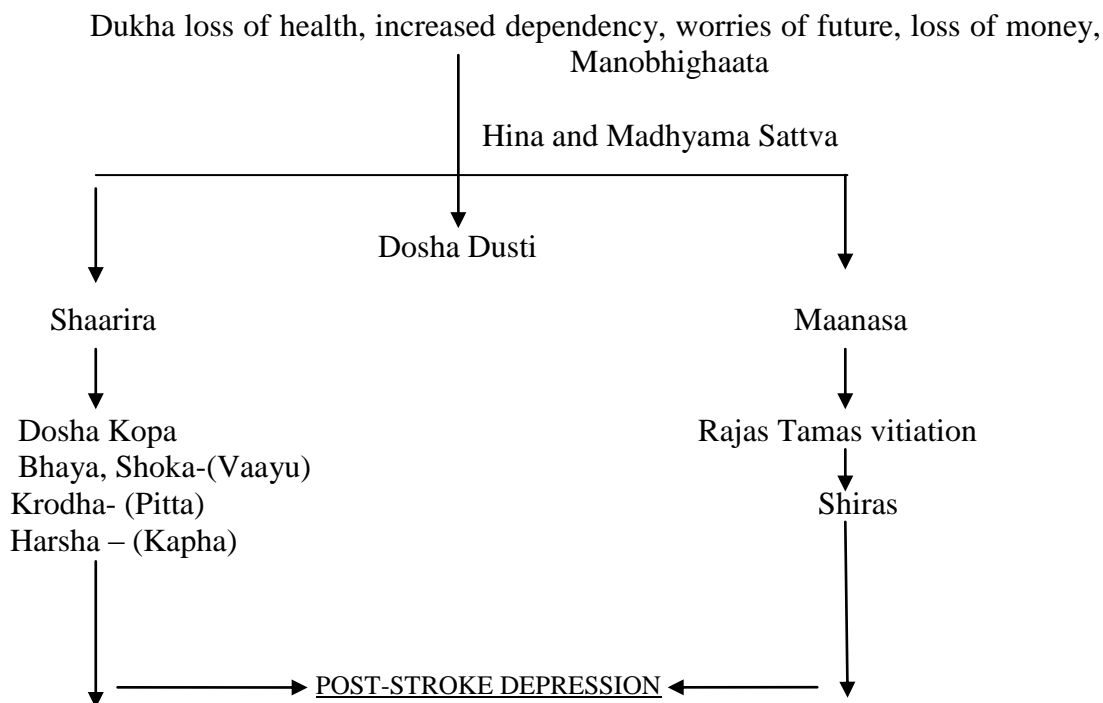 Dukha loss of health, increased dependency, worries of future, loss of money,
Manobhighaata
Hina and Madhyama Sattva
Dosha Dusti
Shaarira
Maanasa
Dosha Kopa
Bhaya, Shoka-(Vaayu)
Krodha- (Pitta)
Harsha – (Kapha)
Rajas Tamas vitiation
Shiras
POST-STROKE DEPRESSION